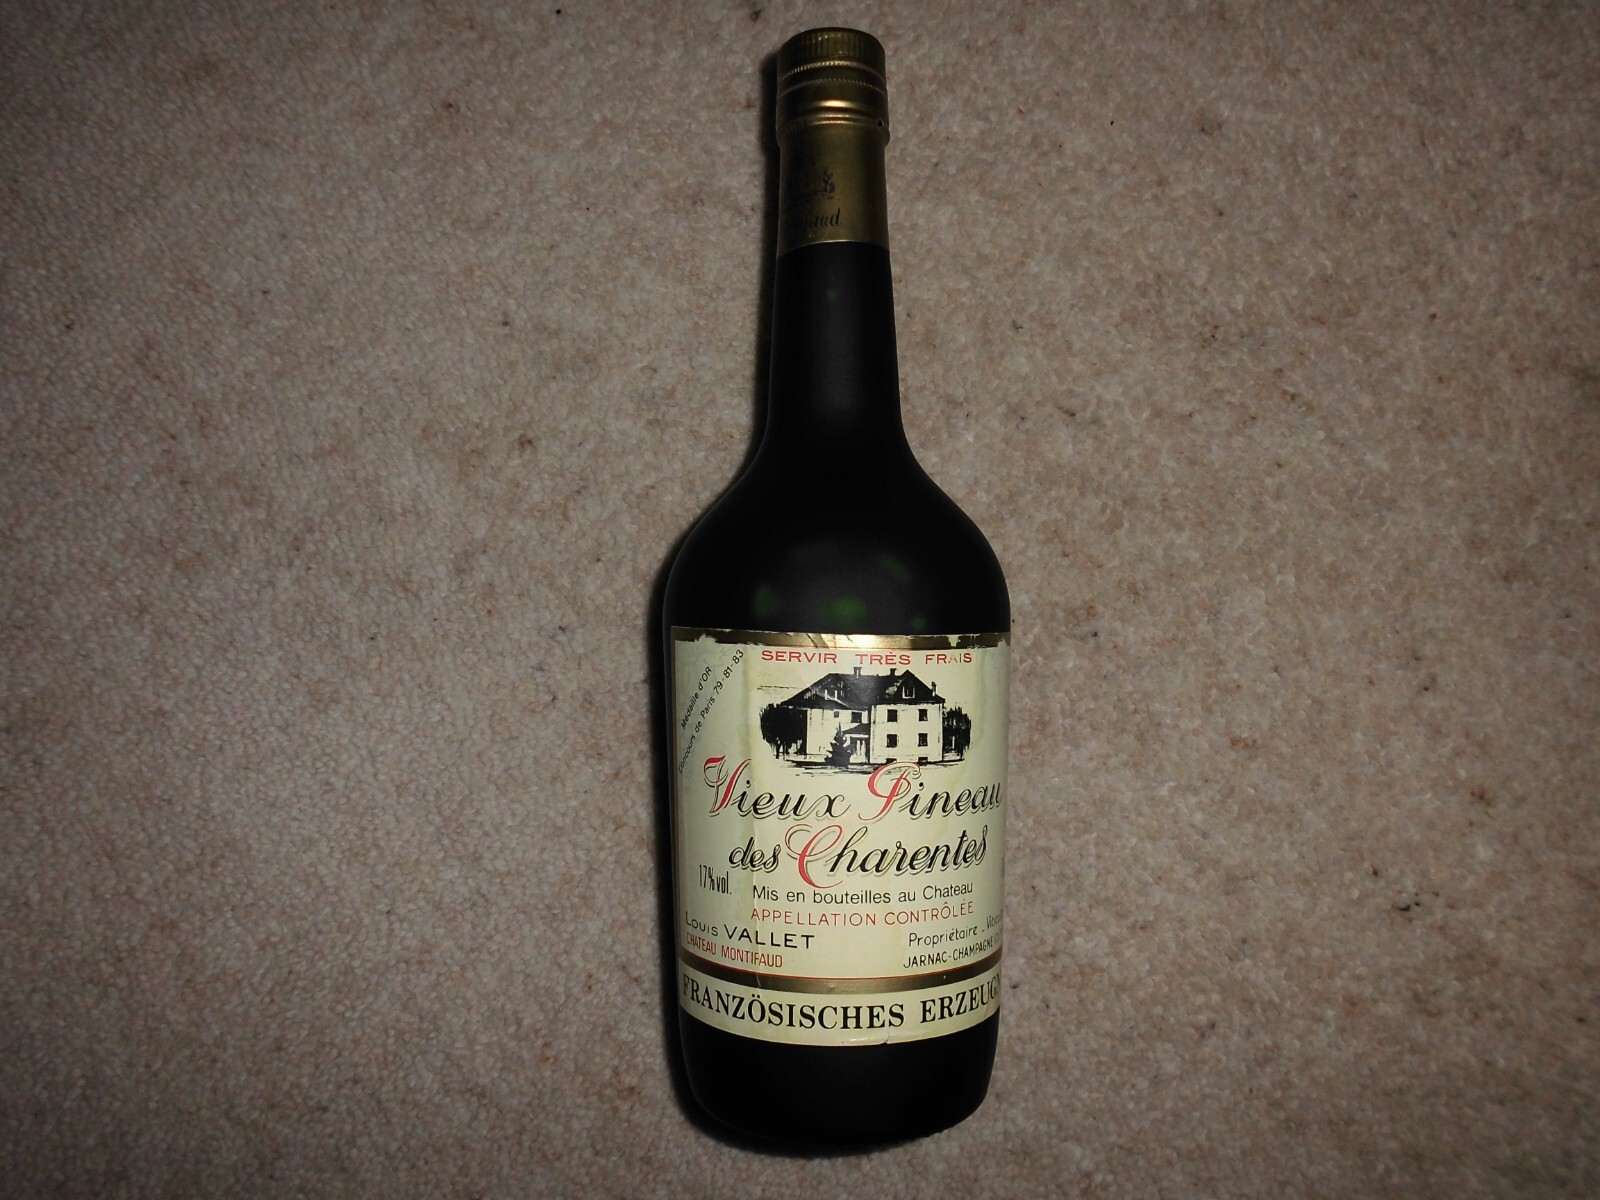 SERVIR TRÈS FRAIS
Médaille d'OR
Concours de Paris 79-81-83
Vieux Pineau
des Charentes
17% vol.
Mis en bouteilles au Chateau
APPELLATION CONTRÔLÉE
Louis VALLET
CHATEAU MONTIFAUD
Propriétaire
JARNAC-CHAMPAGNE
FRANZÖSISCHES